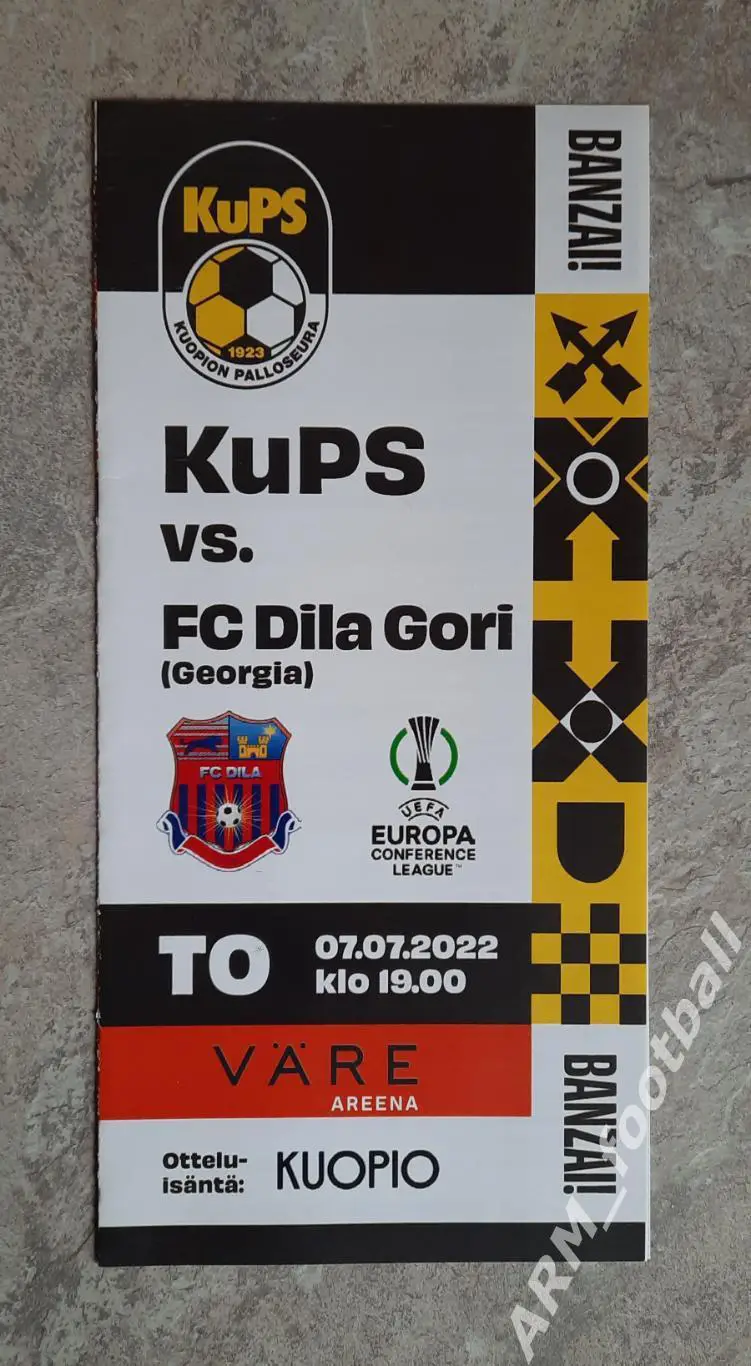 BANZAI!
KuPS
1923
KUOPION PALLOSEURA
KuPS
vs.
FC Dila Gori
(Georgia)
FC DILA
UEFA
EUROPA
CONFERENCE
LEAGUE™
TO
07.07.2022
klo 19.00
VÄRE
AREENA
BANZAI!
Ottelu-
isäntä:
KUOPIO
ARM_football